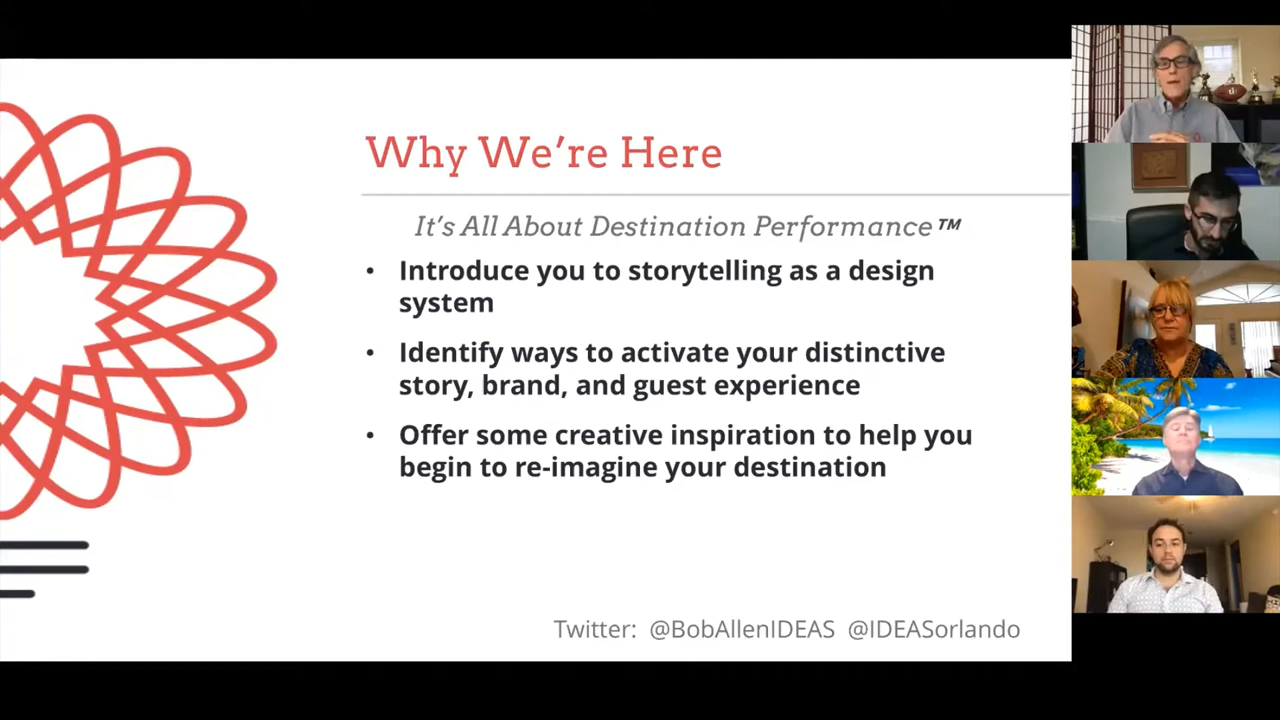 Why We're Here
It's All About Destination Performance™
• Introduce you to storytelling as a design
system
• Identify ways to activate your distinctive
story, brand, and guest experience
• Offer some creative inspiration to help you
begin to re-imagine your destination
Twitter: @BobAllenIDEAS @IDEASorlando